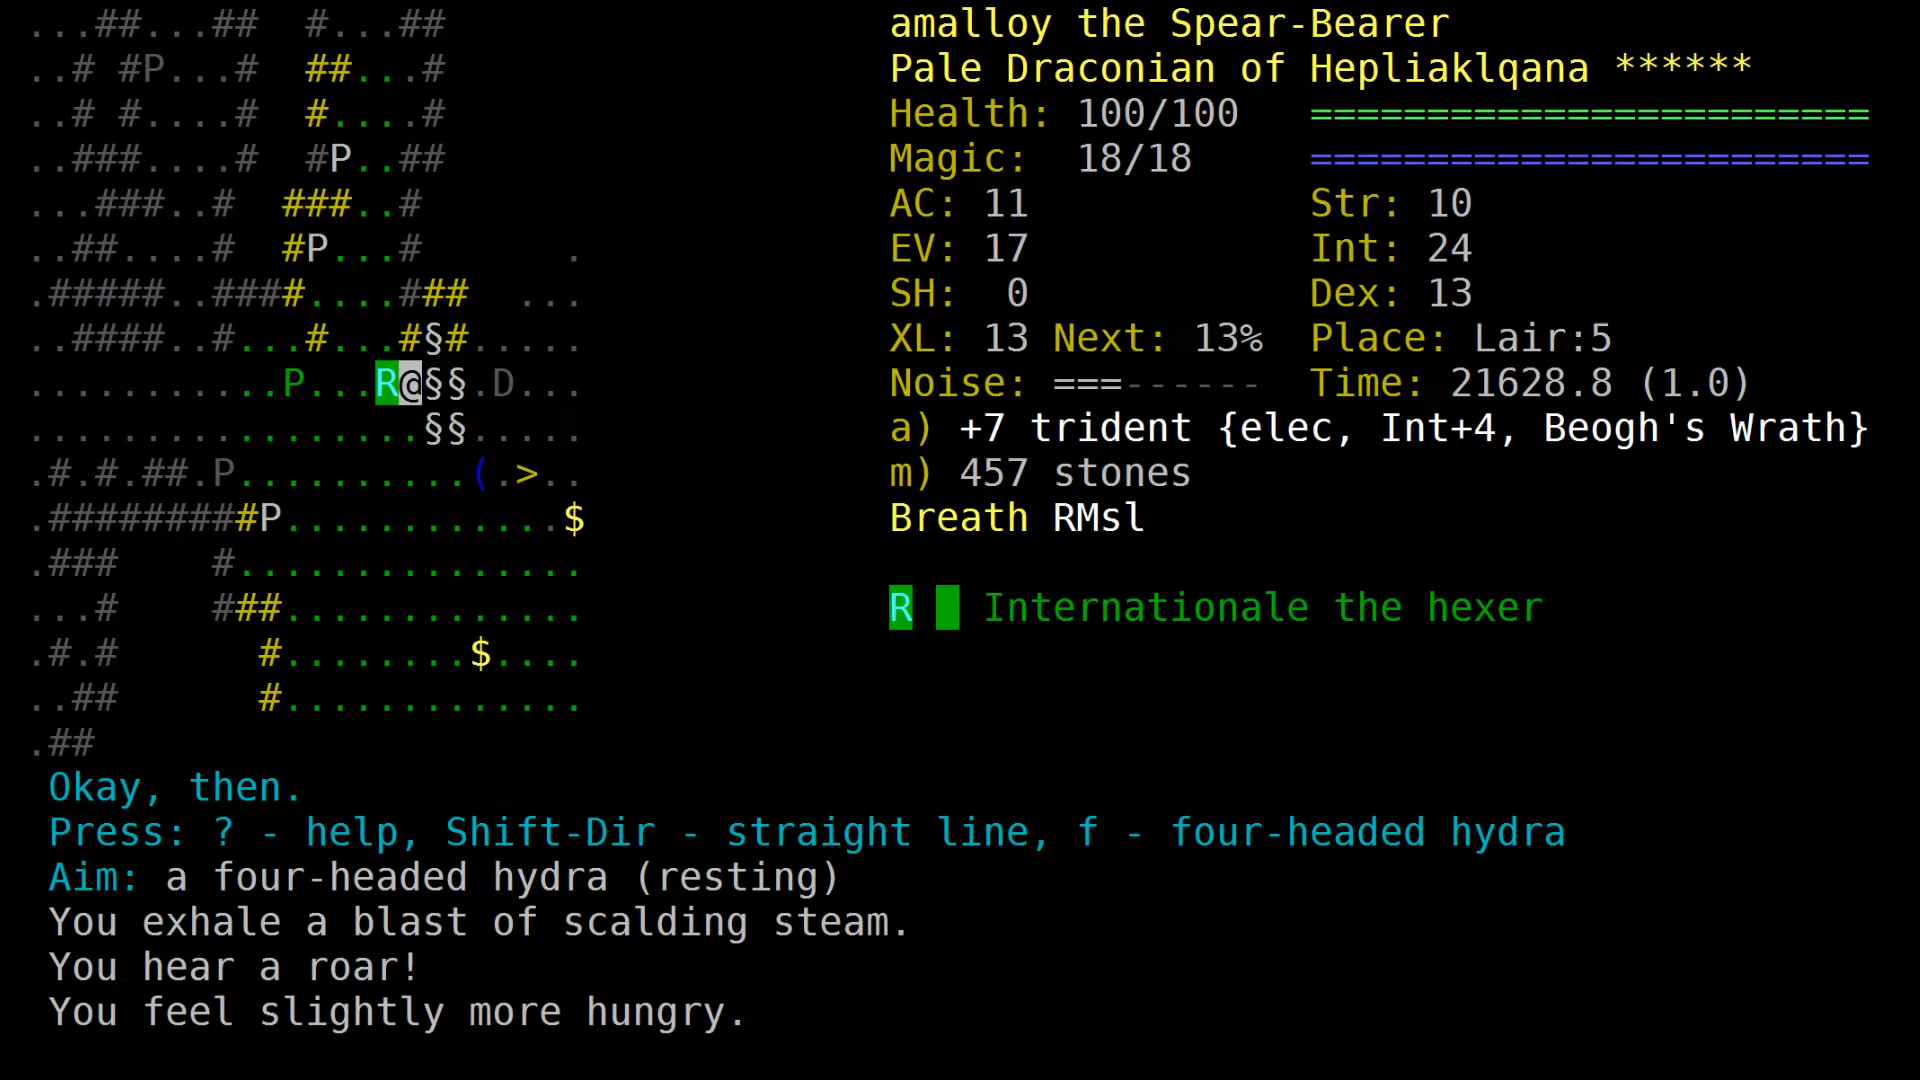 ...##...##  #...##
..# #P...#  ##...#
..# #....#  #....#
..###....#  #P..##
...###..#  ###..#
..##....#  #P...#      .
.#####..####....###  ...
..####..#...#...#§#.....
...........P...R@§§.D...
.................§§.....
.#.#.##.P..........(.>..
.#########P............$
.###    #...............
...#    ###.............
.#.#      #........$....
..##      #.............
.##
amalloy the Spear-Bearer
Pale Draconian of Hepliaklqana ******
Health: 100/100   ========================
Magic:  18/18     ========================
AC: 11            Str: 10
EV: 17            Int: 24
SH:  0            Dex: 13
XL: 13 Next: 13%  Place: Lair:5
Noise: ===------  Time: 21628.8 (1.0)
a) +7 trident {elec, Int+4, Beogh's Wrath}
m) 457 stones
Breath RMsl
R   Internationale the hexer
Okay, then.
Press: ? - help, Shift-Dir - straight line, f - four-headed hydra
Aim: a four-headed hydra (resting)
You exhale a blast of scalding steam.
You hear a roar!
You feel slightly more hungry.